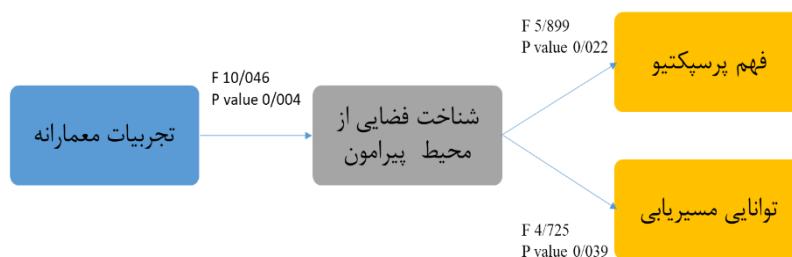 تجربیات معمارانه
F 10/046
P value 0/004
شناخت فضایی از
محیط پیرامون
F 5/899
P value 0/022
فهم پرسپکتیو
F 4/725
P value 0/039
توانایی مسیریابی